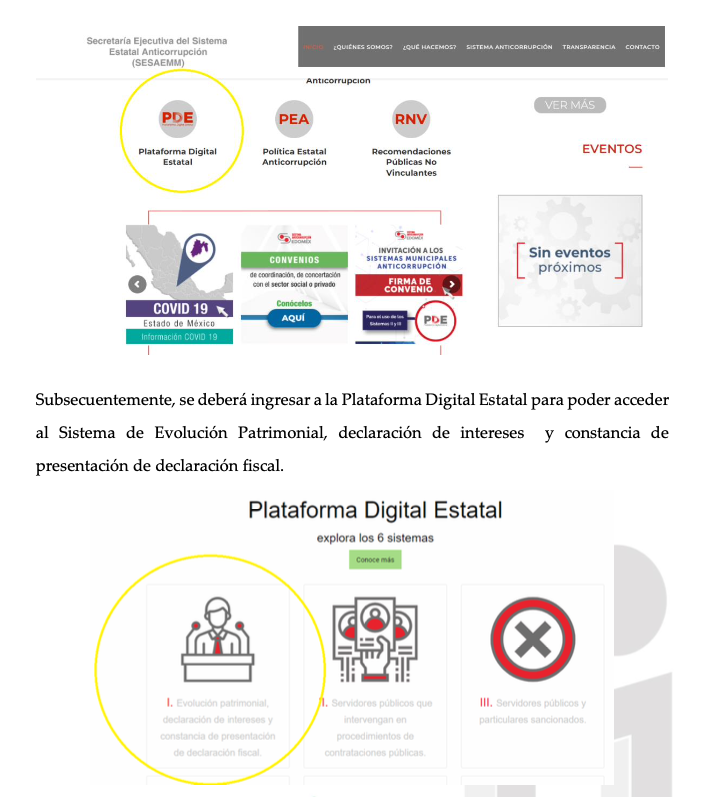 Secretaría Ejecutiva del Sistema
Estatal Anticorrupción
(SESAEMM)
INICIO ¿QUIÉNES SOMOS? ¿QUÉ HACEMOS? SISTEMA ANTICORRUPCIÓN TRANSPARENCIA CONTACTO
Anticorrupción
PDE
Plataforma Digital
Estatal
PEA
Política Estatal
Anticorrupción
RNV
Recomendaciones
Públicas No
Vinculantes
VER MÁS
EVENTOS
COVID 19
Estado de México
Información COVID 19
CONVENIOS
de coordinación, de concertación
con el sector social o privado
Conócelos
AQUÍ
INVITACIÓN A LOS
SISTEMAS MUNICIPALES
ANTICORRUPCIÓN
FIRMA DE
CONVENIO
Para el uso de los
Sistemas II y III
PDE
Sin eventos
próximos
Subsecuentemente, se deberá ingresar a la Plataforma Digital Estatal para poder acceder
al Sistema de Evolución Patrimonial, declaración de intereses y constancia de
presentación de declaración fiscal.
Plataforma Digital Estatal
explora los 6 sistemas
Conoce más
I. Evolución patrimonial,
declaración de intereses y
constancia de presentación
de declaración fiscal.
II. Servidores públicos que
intervengan en
procedimientos de
contrataciones públicas.
III. Servidores públicos y
particulares sancionados.